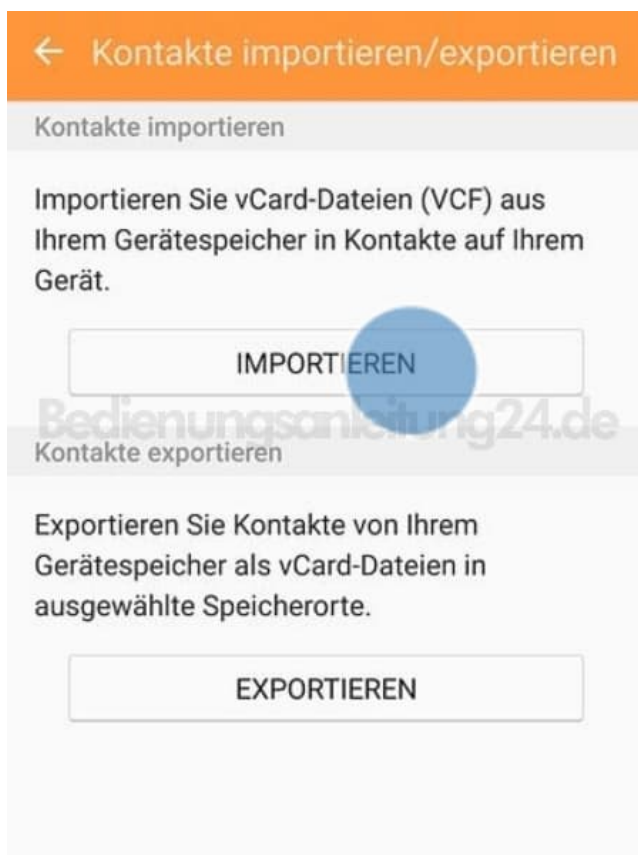 Kontakte importieren/exportieren
Kontakte importieren
Importieren Sie vCard-Dateien (VCF) aus
Ihrem Gerätespeicher in Kontakte auf Ihrem
Gerät.
IMPORTIEREN
Bedienungsanleitung24.de
Kontakte exportieren
Exportieren Sie Kontakte von Ihrem
Gerätespeicher als vCard-Dateien in
ausgewählte Speicherorte.
EXPORTIEREN